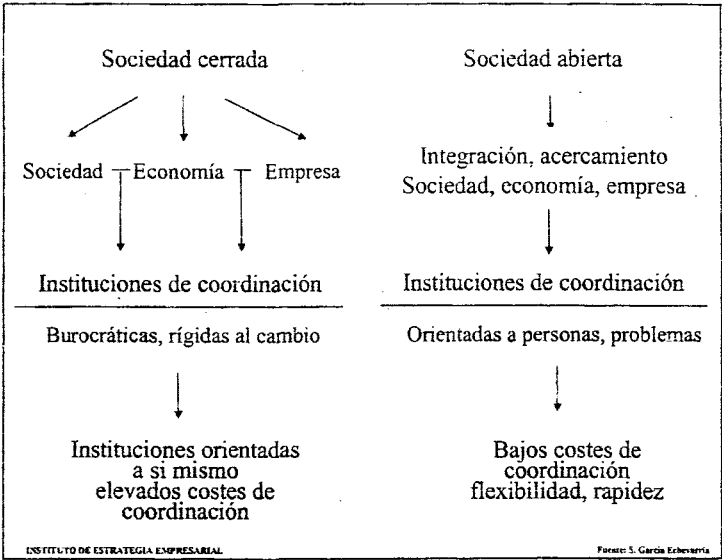 Sociedad cerrada
Sociedad Economía Empresa
Instituciones de coordinación
Burocráticas, rígidas al cambio
Instituciones orientadas
a si mismo
elevados costes de
coordinación
Sociedad abierta
Integración, acercamiento
Sociedad, economía, empresa
Instituciones de coordinación
Orientadas a personas, problemas
Bajos costes de
coordinación
flexibilidad, rapidez
INSTITUTO DE ESTRATEGIA EMPRESARIAL
Fuente: S. García Echevarría